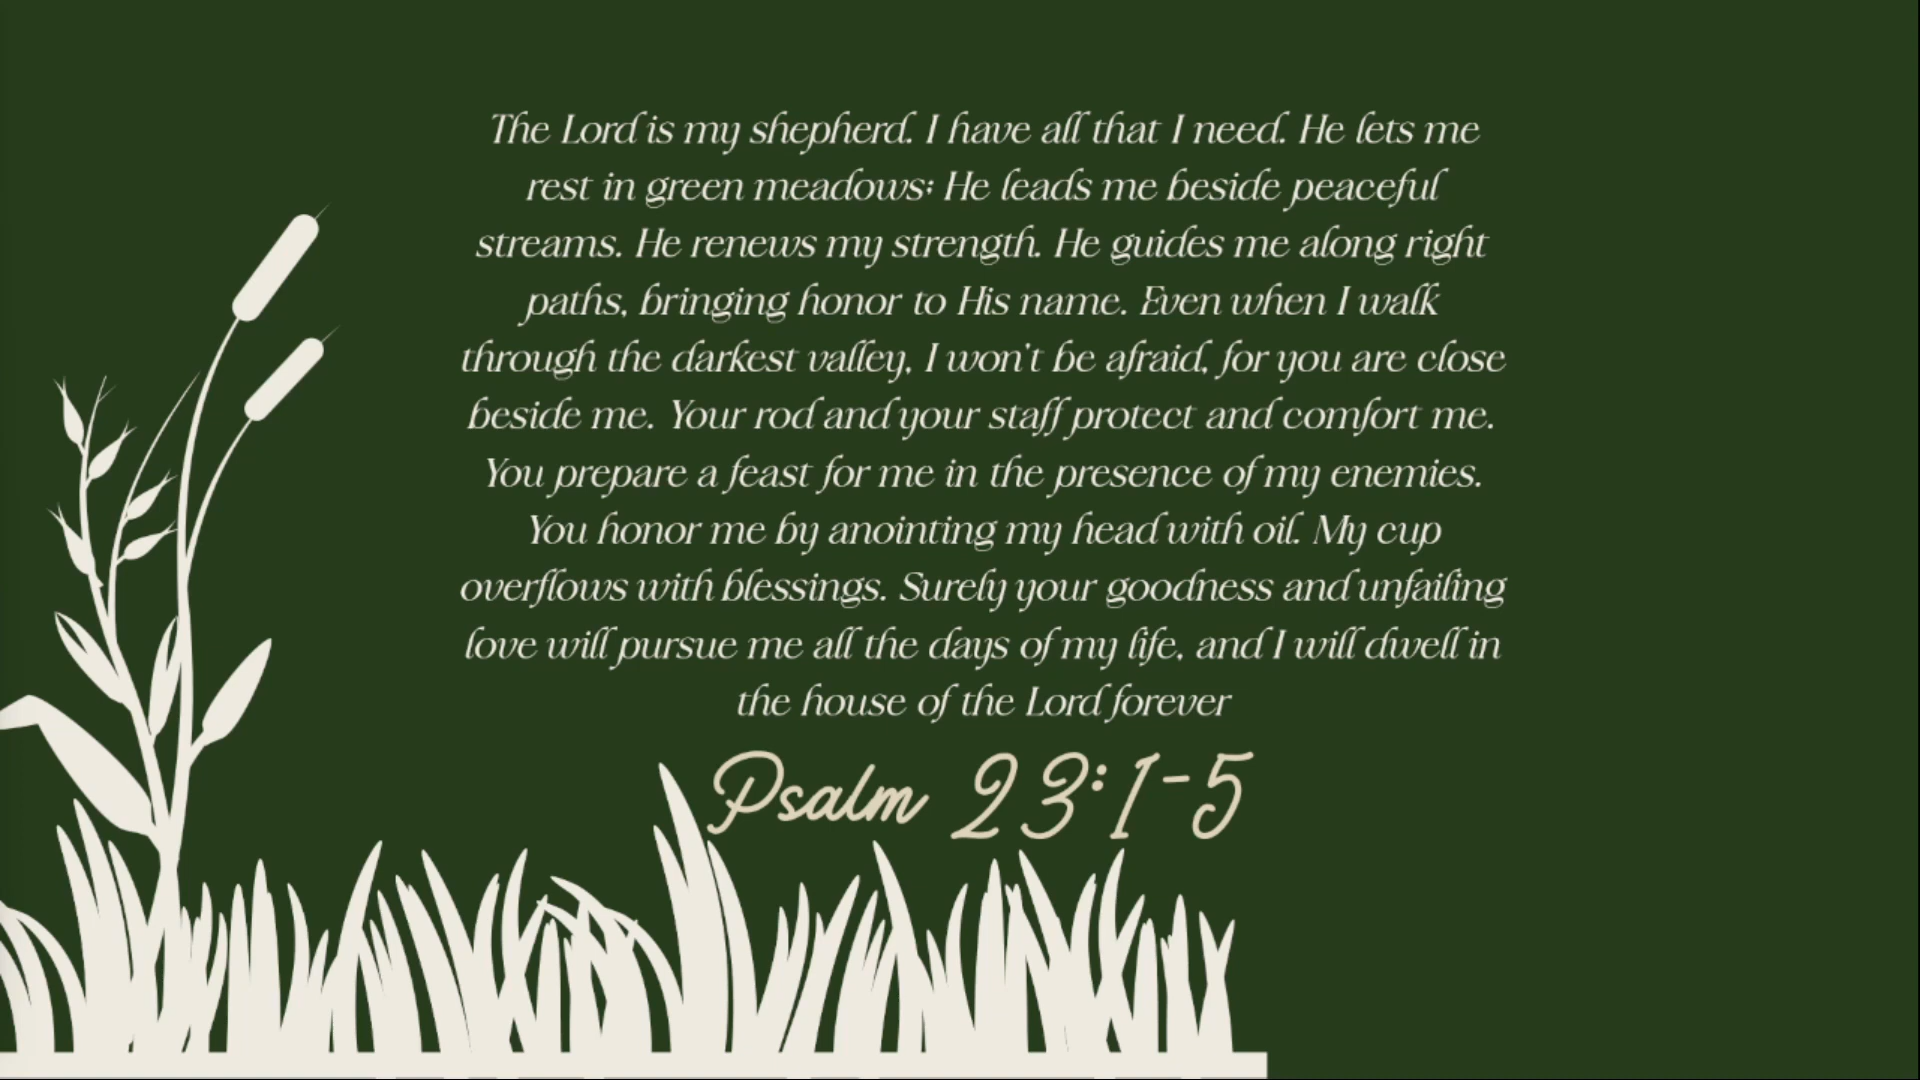 The Lord is my shepherd. I have all that I need. He lets me
rest in green meadows: He leads me beside peaceful
streams. He renews my strength. He guides me along right
paths, bringing honor to His name. Even when I walk
through the darkest valley, I won't be afraid, for you are close
beside me. Your rod and your staff protect and comfort me.
You prepare a feast for me in the presence of my enemies.
You honor me by anointing my head with oil. My cup
overflows with blessings. Surely your goodness and unfailing
love will pursue me all the days of my life, and I will dwell in
the house of the Lord forever
Psalm 23:1-5